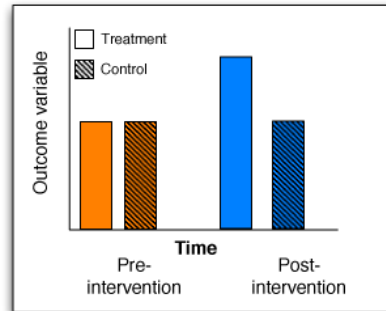 Treatment
Control
Outcome variable
Time
Pre-
intervention
Post-
intervention